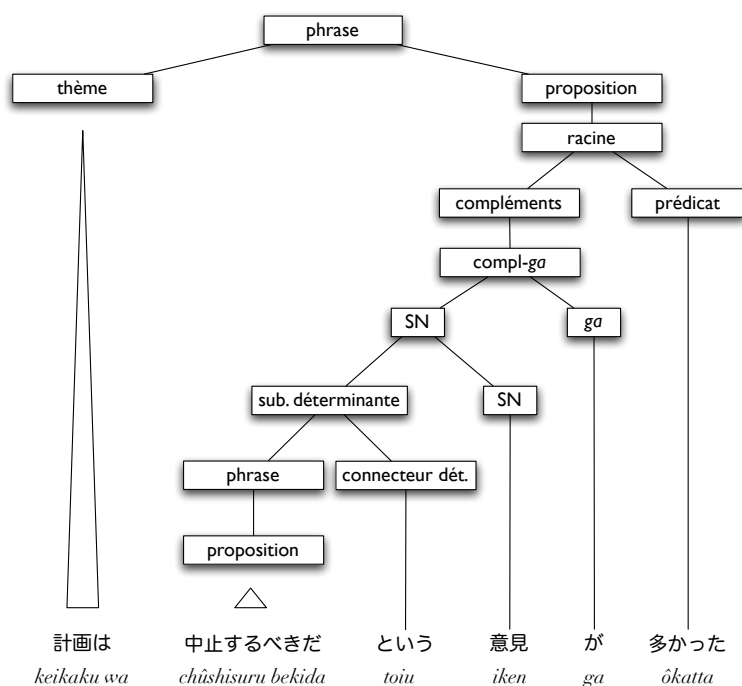 phrase
thème proposition
racine
compléments prédicat
compl-ga
SN ga
sub. déterminante SN
phrase connecteur dét.
proposition
計画は 中止するべきだ という 意見 が 多かった
keikaku wa chûshisuru bekida toiu iken ga ôkatta